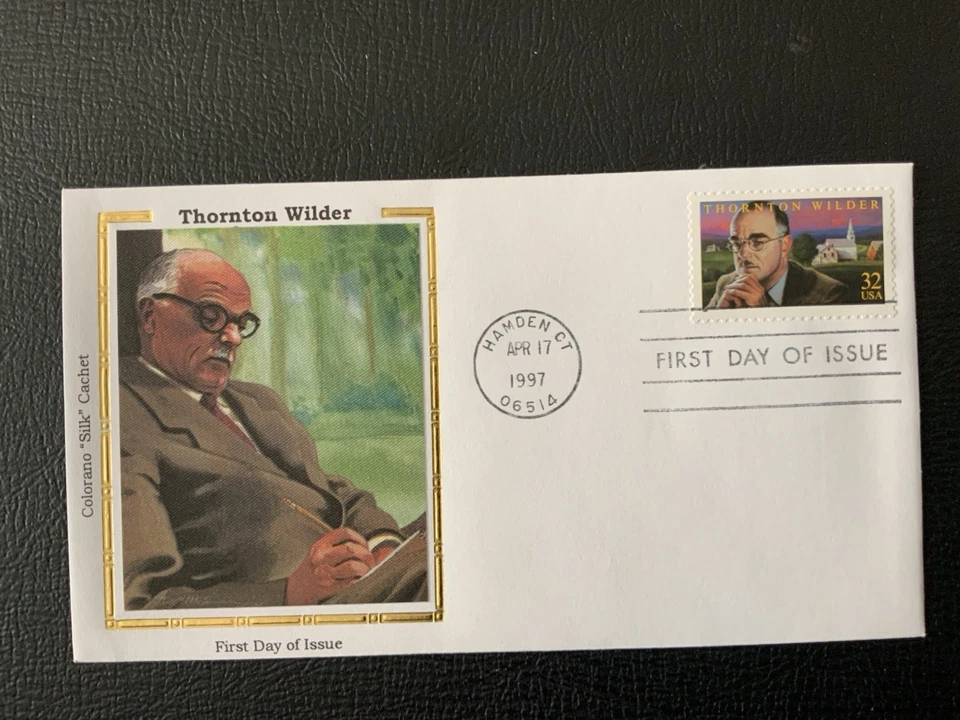 Thornton Wilder
Colorano "Silk" Cachet
First Day of Issue
THORNTON WILDER
32
USA
HAMDEN CT
APR 17
1997
06514
FIRST DAY OF ISSUE